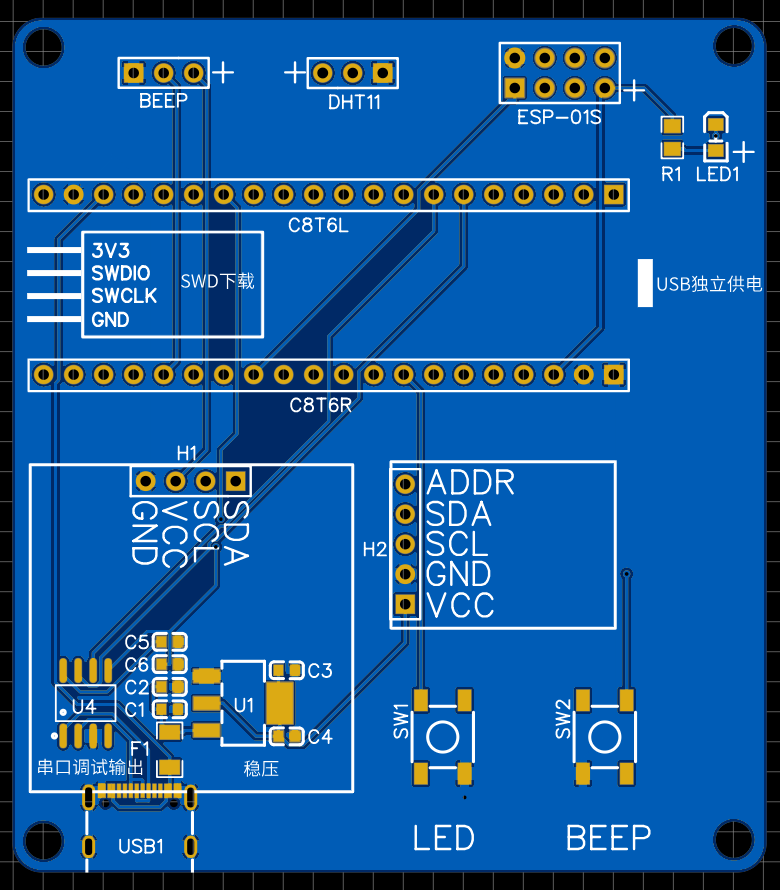 BEEP
DHT11
ESP-01S
R1
LED1
C8T6L
3V3
SWDIO
SWCLK
GND
SWD下载
USB独立供电
C8T6R
H1
GND
VCC
SCL
SDA
H2
ADDR
SDA
SCL
GND
VCC
C5
C6
C2
C1
C3
C4
U1
U4
F1
串口调试输出
稳压
SW1
SW2
USB1
LED
BEEP